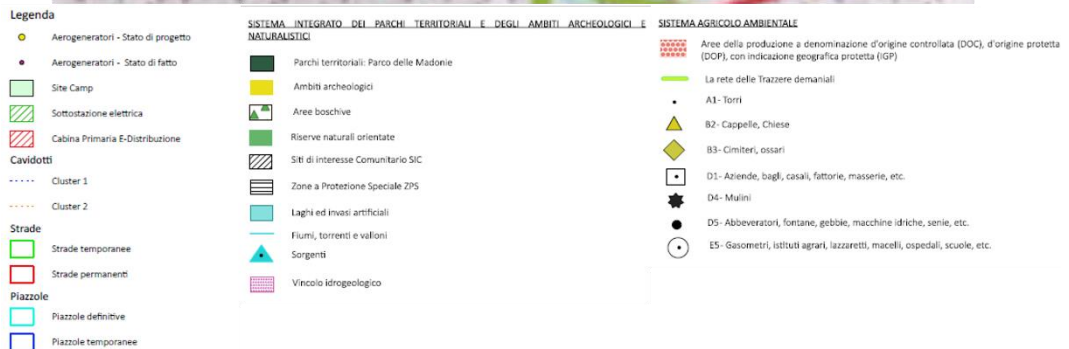 Legenda
Aerogeneratori - Stato di progetto
Aerogeneratori - Stato di fatto
Site Camp
Sottostazione elettrica
Cabina Primaria E-Distribuzione
Cavidotti
Cluster 1
Cluster 2
Strade
Strade temporanee
Strade permanenti
Piazzole
Piazzole definitive
Piazzole temporanee
SISTEMA INTEGRATO DEI PARCHI TERRITORIALI E DEGLI AMBITI ARCHEOLOGICI E
NATURALISTICI
Parchi territoriali: Parco delle Madonie
Ambiti archeologici
Aree boschive
Riserve naturali orientate
Siti di interesse Comunitario SIC
Zone a Protezione Speciale ZPS
Laghi ed invasi artificiali
Fiumi, torrenti e valloni
Sorgenti
Vincolo idrogeologico
SISTEMA AGRICOLO AMBIENTALE
Aree della produzione a denominazione d'origine controllata (DOC), d'origine protetta
(DOP), con indicazione geografica protetta (IGP)
La rete delle Trazzere demaniali
A1- Torri
B2- Cappelle, Chiese
B3- Cimiteri, ossari
D1- Aziende, bagli, casali, fattorie, masserie, etc.
D4- Mulini
D5- Abbeveratori, fontane, gebbie, macchine idriche, senie, etc.
E5- Gasometri, istituti agrari, lazzaretti, macelli, ospedali, scuole, etc.